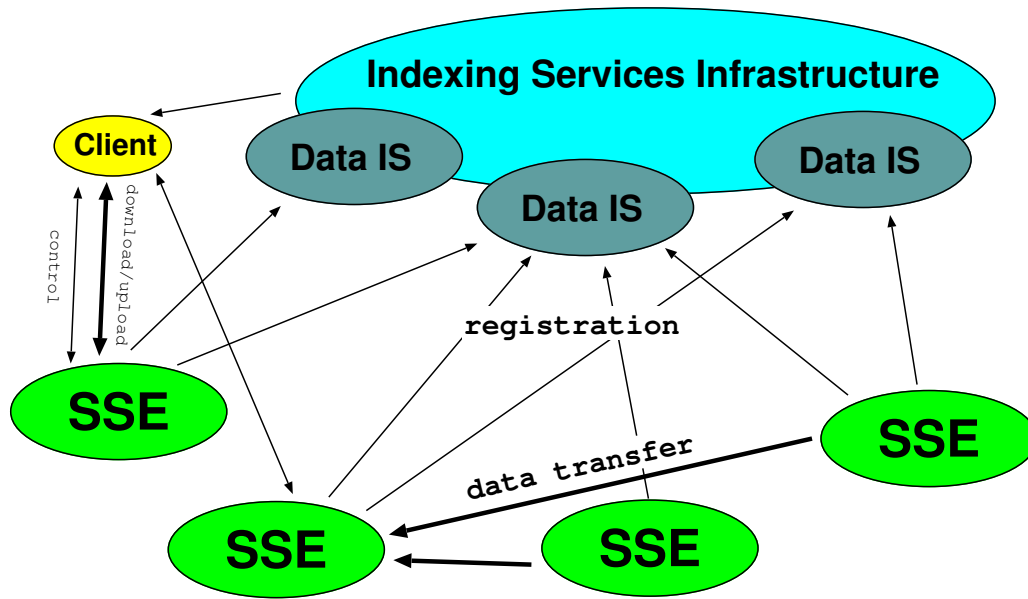 Indexing Services Infrastructure
Client
Data IS
Data IS
Data IS
control
download/upload
registration
SSE
data transfer
SSE
SSE
SSE